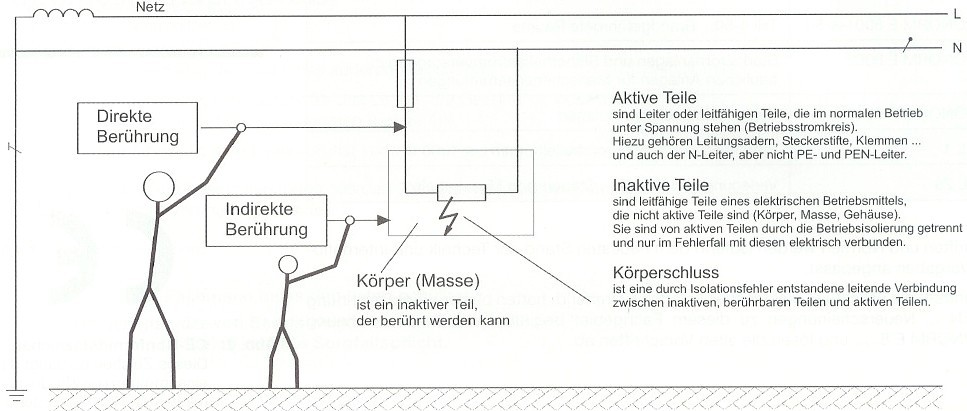 Netz
L
N
Direkte
Berührung
Indirekte
Berührung
Körper (Masse)
ist ein inaktiver Teil,
der berührt werden kann
Aktive Teile
sind Leiter oder leitfähigen Teile, die im normalen Betrieb
unter Spannung stehen (Betriebsstromkreis).
Hiezu gehören Leitungsadern, Steckerstifte, Klemmen ...
und auch der N-Leiter, aber nicht PE- und PEN-Leiter.
Inaktive Teile
sind leitfähige Teile eines elektrischen Betriebsmittels,
die nicht aktive Teile sind (Körper, Masse, Gehäuse).
Sie sind von aktiven Teilen durch die Betriebsisolierung getrennt
und nur im Fehlerfall mit diesen elektrisch verbunden.
Körperschluss
ist eine durch Isolationsfehler entstandene leitende Verbindung
zwischen inaktiven, berührbaren Teilen und aktiven Teilen.